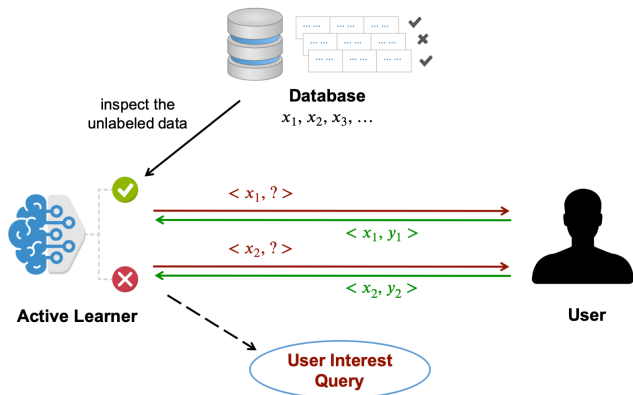 ... ... ... ... ... ...
... ... ... ... ... ...
... ... ... ... ... ...
Database
x₁, x₂, x₃, ...
inspect the
unlabeled data
< x₁, ? >
< x₁, y₁ >
< x₂, ? >
< x₂, y₂ >
Active Learner
User
User Interest
Query